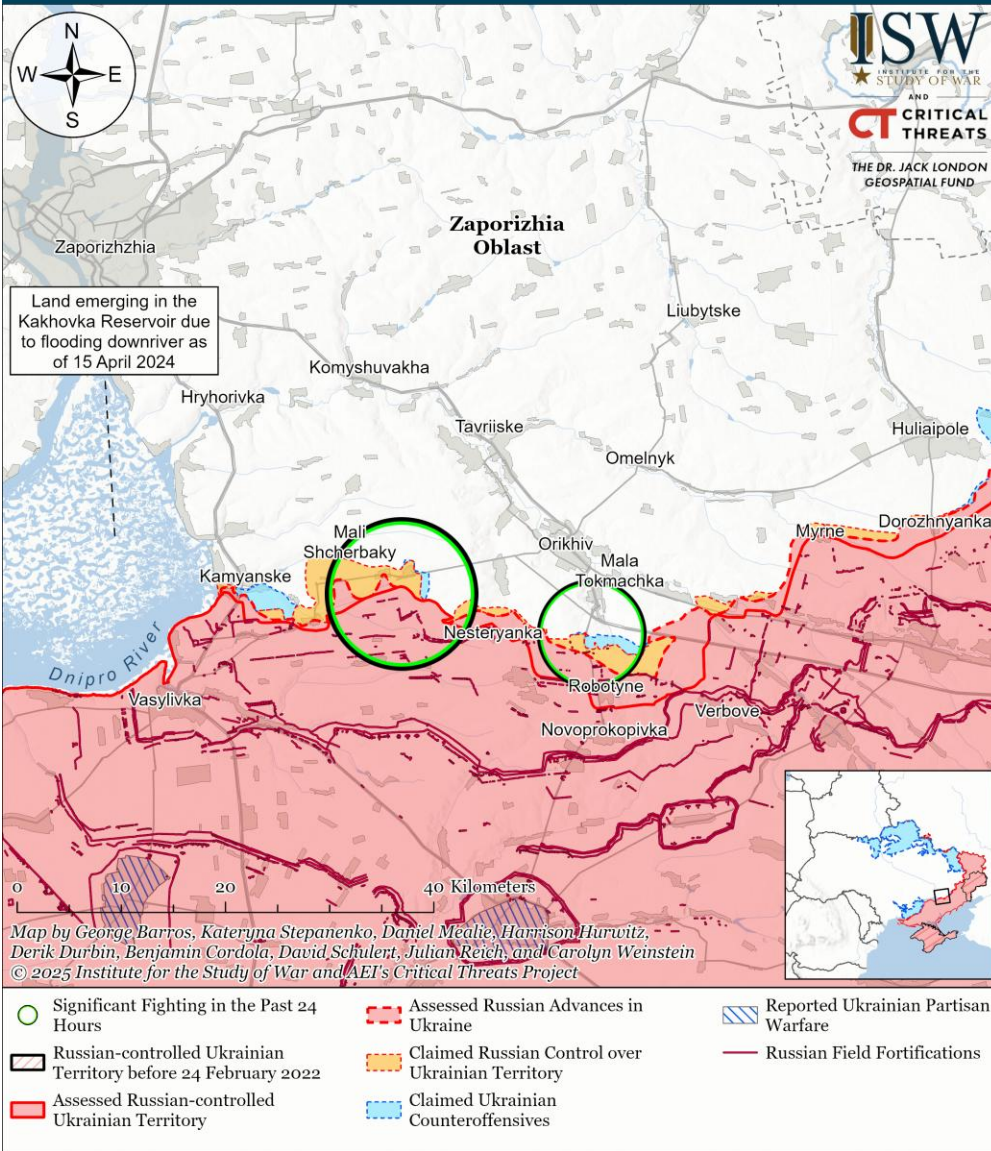 N
W E
S
ISW
INSTITUTE FOR THE
STUDY OF WAR
AND
CT CRITICAL
THREATS
THE DR. JACK LONDON
GEOSPATIAL FUND
Zaporizhia
Oblast
Zaporizhzhia
Land emerging in the
Kakhovka Reservoir due
to flooding downriver as
of 15 April 2024
Liubytske
Komyshuvakha
Hryhorivka
Tavriiske
Huliaipole
Omelnyk
Mali
Shcherbaky
Orikhiv
Myrne
Dorozhnyanka
Kamyanske
Mala
Tokmachka
Nesteryanka
Dnipro River
Robotyne
Vasylivka
Verbove
Novoprokopivka
0 10 20 40 Kilometers
Map by George Barros, Kateryna Stepanenko, Daniel Mealie, Harrison Hurwitz,
Derik Durbin, Benjamin Cordola, David Schulert, Julian Reich, and Carolyn Weinstein
© 2025 Institute for the Study of War and AEI's Critical Threats Project
Significant Fighting in the Past 24
Hours
Russian-controlled Ukrainian
Territory before 24 February 2022
Assessed Russian-controlled
Ukrainian Territory
Assessed Russian Advances in
Ukraine
Claimed Russian Control over
Ukrainian Territory
Claimed Ukrainian
Counteroffensives
Reported Ukrainian Partisan
Warfare
Russian Field Fortifications